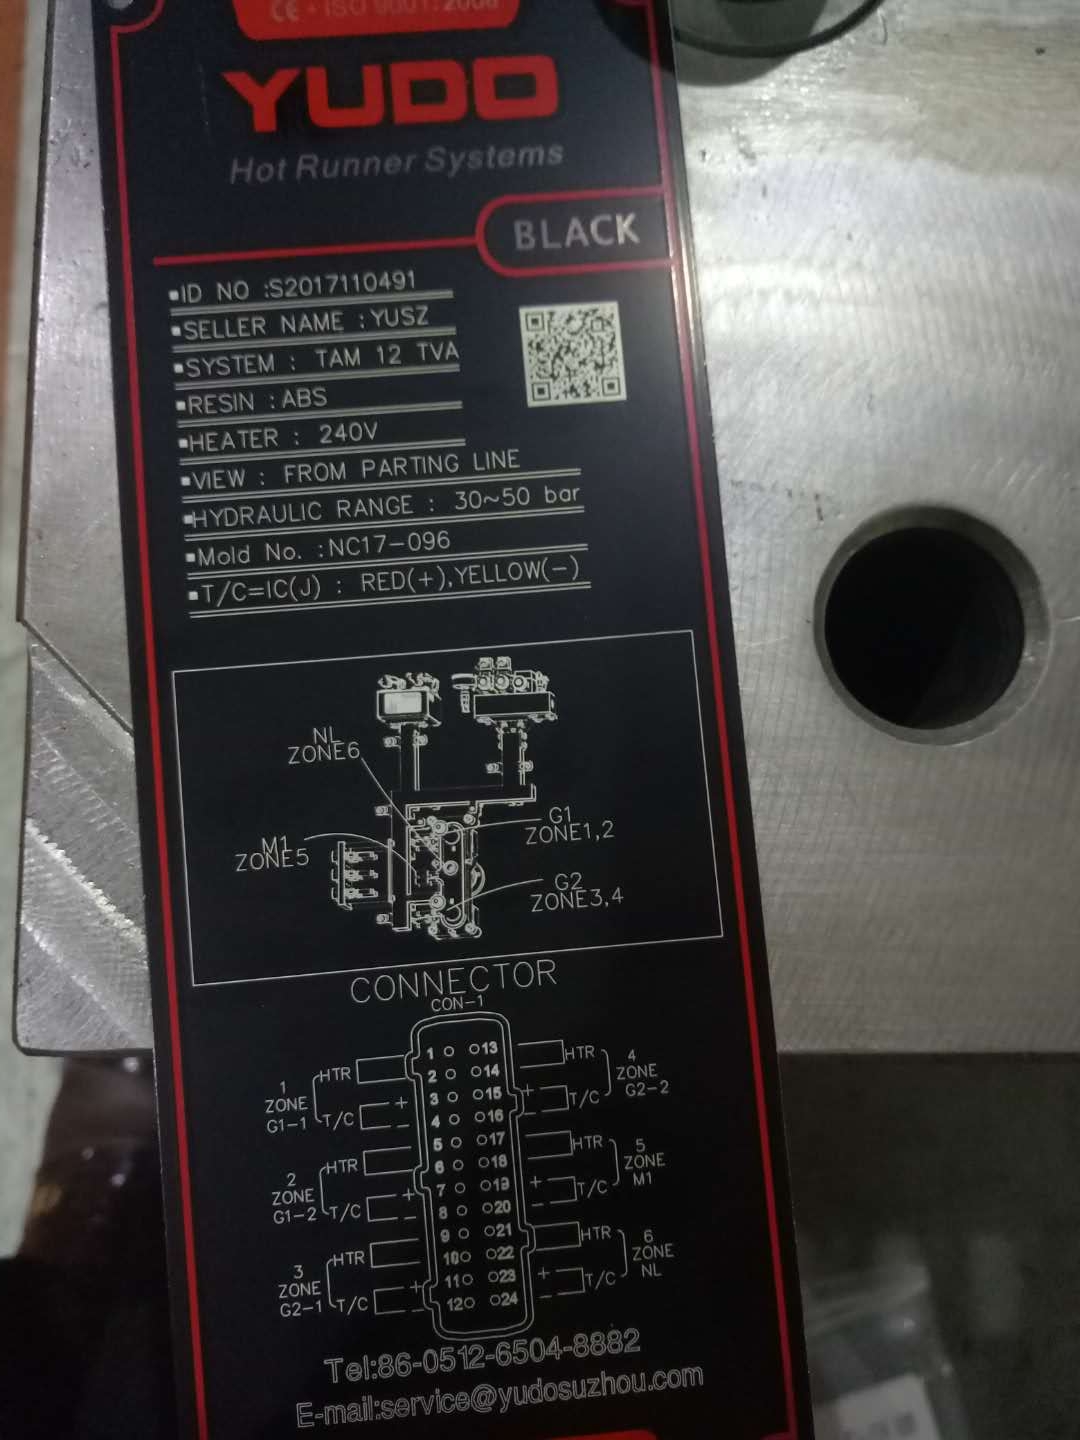 CE - ISO 9001:2008
YUDO
Hot Runner Systems
BLACK
▪ID NO :S2017110491
▪SELLER NAME : YUSZ
▪SYSTEM : TAM 12 TVA
▪RESIN : ABS
▪HEATER : 240V
▪VIEW : FROM PARTING LINE
▪HYDRAULIC RANGE : 30~50 bar
▪Mold No. : NC17-096
▪T/C=IC(J) : RED(+),YELLOW(-)
NL
ZONE6
G1
ZONE1,2
M1
ZONE5
G2
ZONE3,4
CONNECTOR
CON-1
1 ZONE G1-1 HTR T/C + -
2 ZONE G1-2 HTR T/C + -
3 ZONE G2-1 HTR T/C + -
1 13
2 14
3 15
4 16
5 17
6 18
7 19
8 20
9 21
10 22
11 23
12 24
HTR + - T/C 4 ZONE G2-2
HTR + - T/C 5 ZONE M1
HTR + - T/C 6 ZONE NL
Tel:86-0512-6504-8882
E-mail:service@yudosuzhou.com